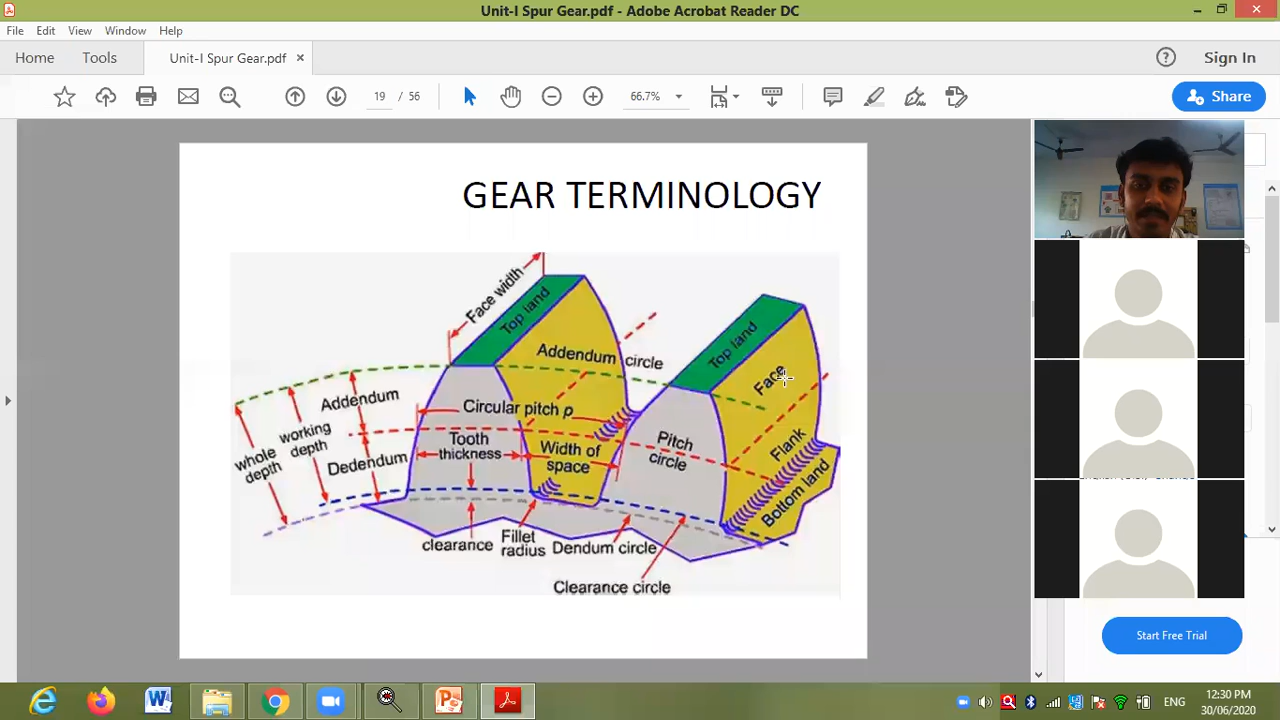 Unit-I Spur Gear.pdf - Adobe Acrobat Reader DC
File Edit View Window Help
Home Tools Unit-I Spur Gear.pdf ×
Sign In
19 / 56
66.7%
Share
GEAR TERMINOLOGY
Face width
Top land
Top land
Addendum circle
Face
Addendum
Circular pitch p
working depth
whole depth
Dedendum
Tooth thickness
Width of space
Pitch circle
Flank
Bottom land
clearance
Fillet radius
Dendum circle
Clearance circle
Start Free Trial
ENG
12:30 PM
30/06/2020